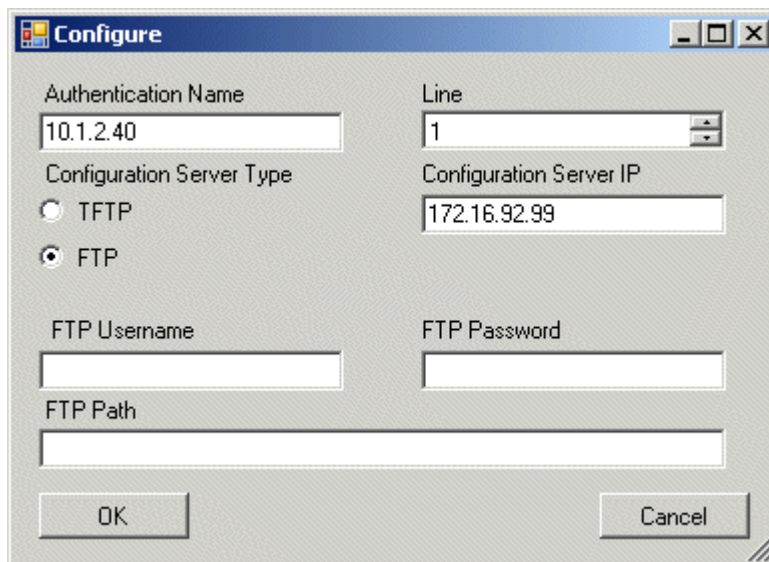 Configure
Authentication Name
Line
10.1.2.40
1
Configuration Server Type
Configuration Server IP
TFTP
172.16.92.99
FTP
FTP Username
FTP Password
FTP Path
OK
Cancel